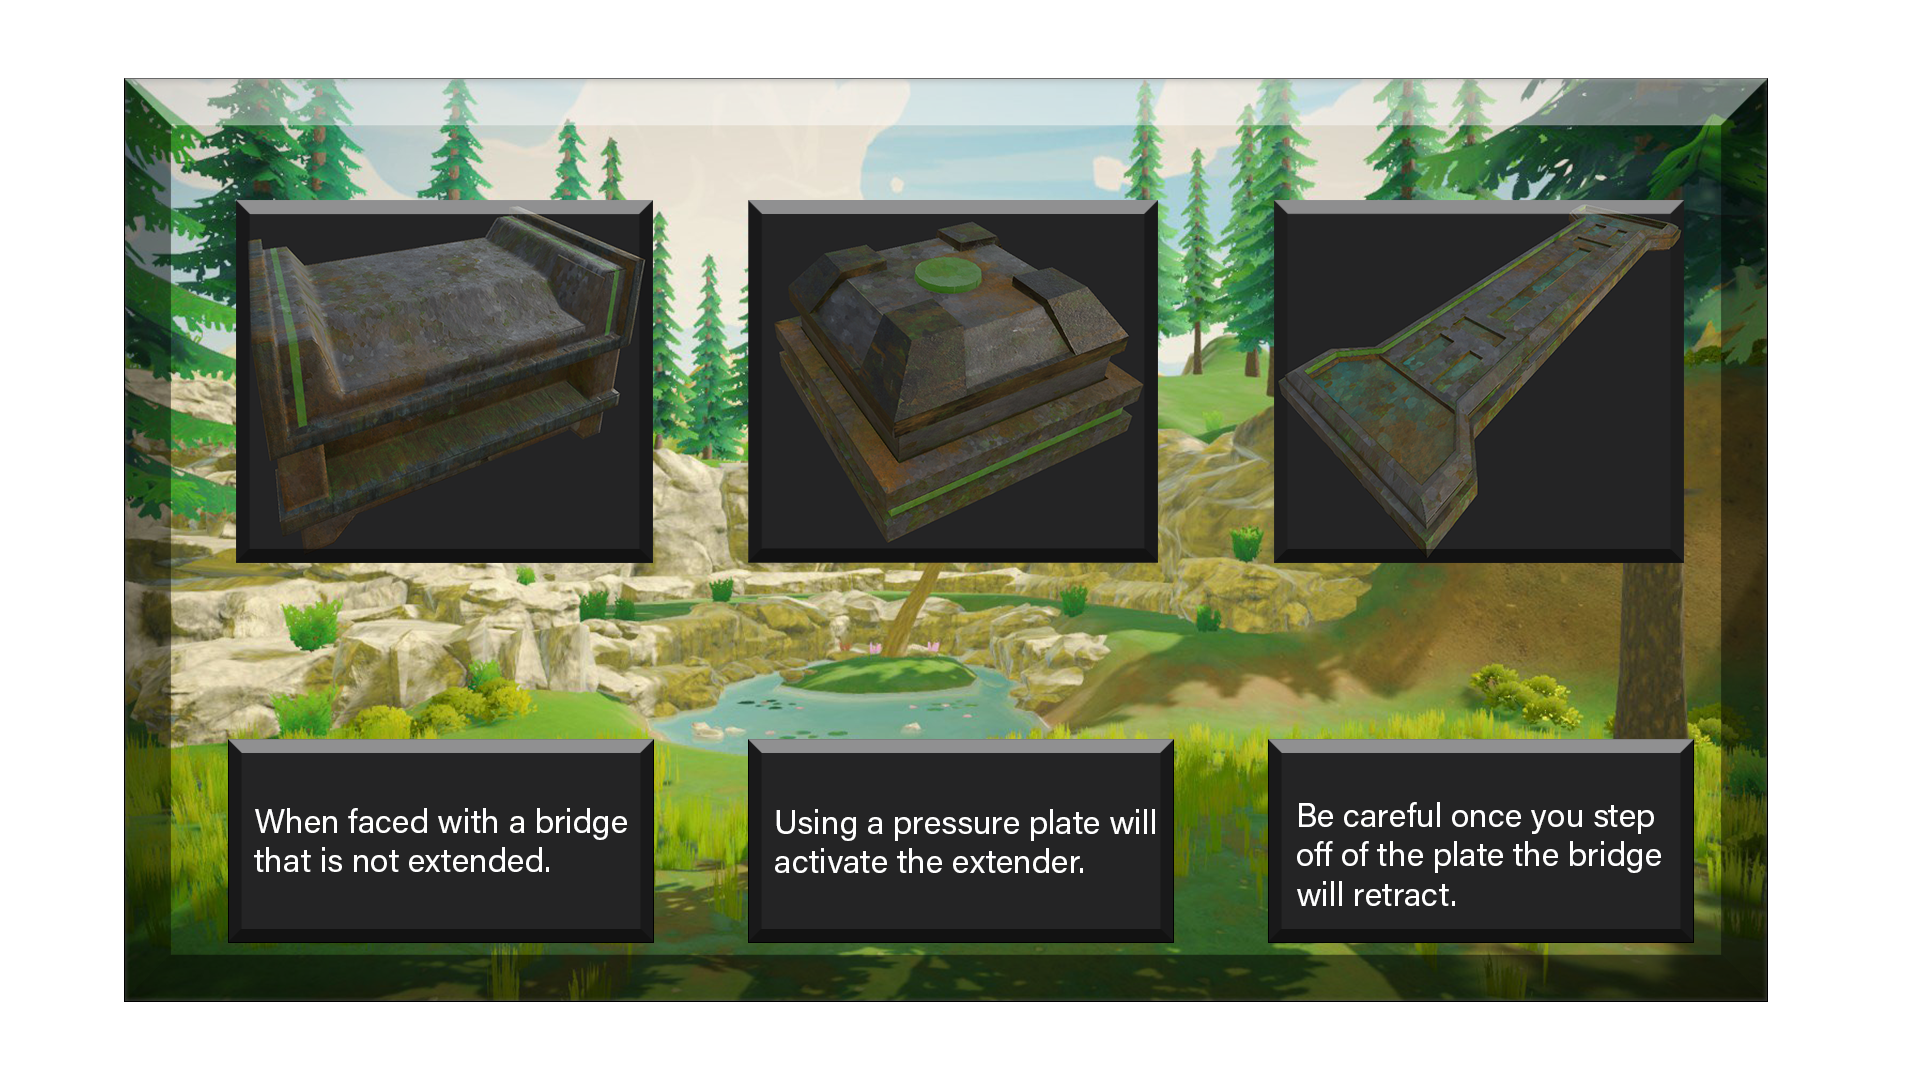 When faced with a bridge
that is not extended.
Using a pressure plate will
activate the extender.
Be careful once you step
off of the plate the bridge
will retract.